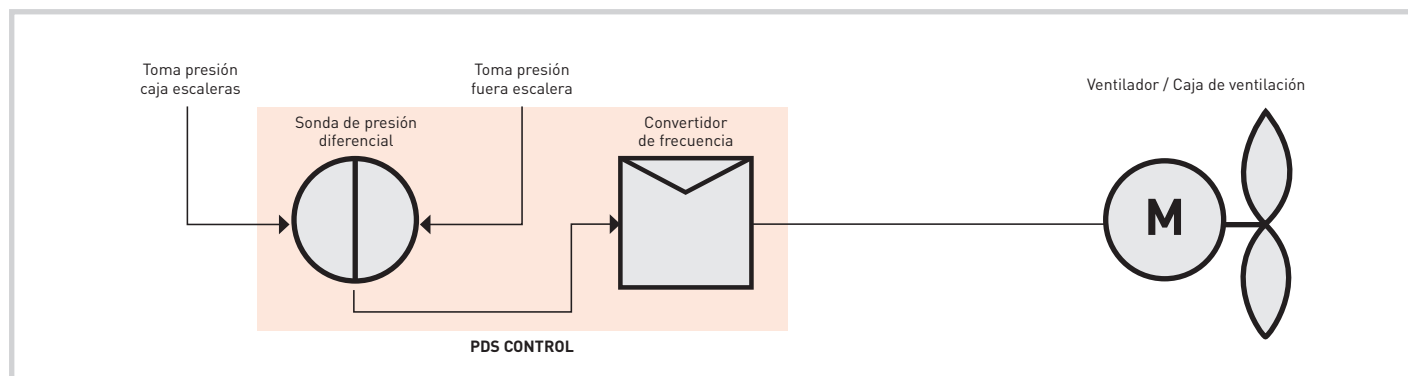 Toma presión
caja escaleras
Toma presión
fuera escalera
Ventilador / Caja de ventilación
Sonda de presión
diferencial
Convertidor
de frecuencia
M
PDS CONTROL